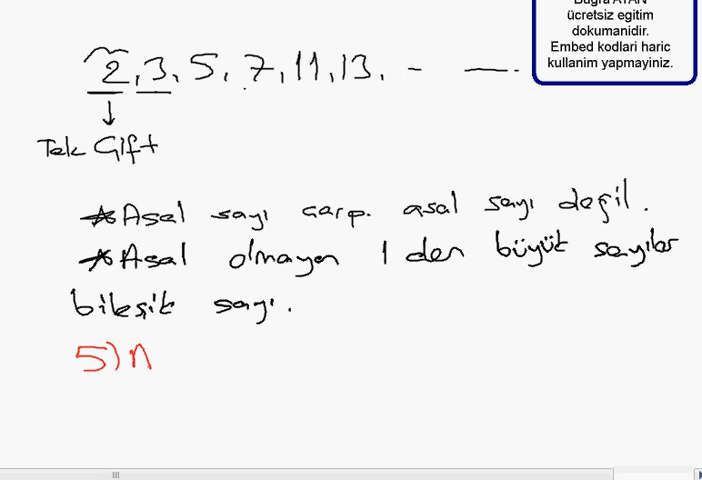 Buğra AYAN
ücretsiz egitim
dokumanidir.
Embed kodlari haric
kullanim yapmayiniz.
2, 3, 5, 7, 11, 13, - —.
Tek Çift
* Asal sayı çarp. asal sayı değil.
* Asal olmayan 1 den büyük sayılar
bileşik sayı.
5) n